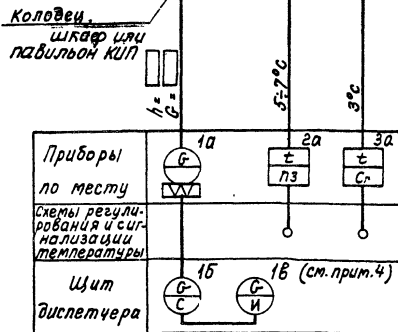 Колодец,
шкаф или
павильон КИП
h=
G=
5÷7°C
3°C
Приборы
по месту
1а
G
2а
t
пз
3а
t
Cг
Схемы регули-
рования и сиг-
нализации
температуры
Щит
диспетчера
1б
G
С
1в (см. прим. 4)
G
И